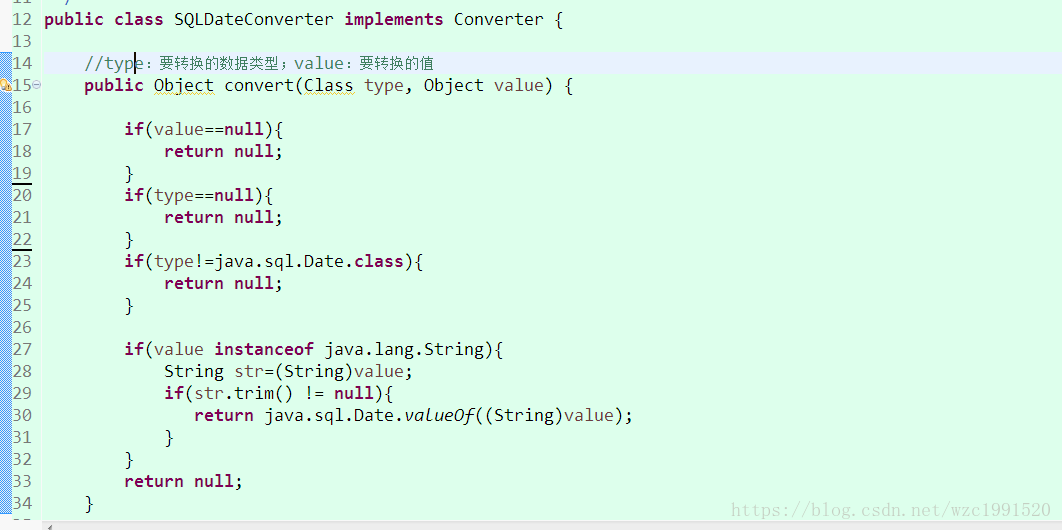 11 */
12 public class SQLDateConverter implements Converter {
13
14 //type：要转换的数据类型；value：要转换的值
15 public Object convert(Class type, Object value) {
16
17 if(value==null){
18 return null;
19 }
20 if(type==null){
21 return null;
22 }
23 if(type!=java.sql.Date.class){
24 return null;
25 }
26
27 if(value instanceof java.lang.String){
28 String str=(String)value;
29 if(str.trim() != null){
30 return java.sql.Date.valueOf((String)value);
31 }
32 }
33 return null;
34 }
https://blog.csdn.net/wzc1991520